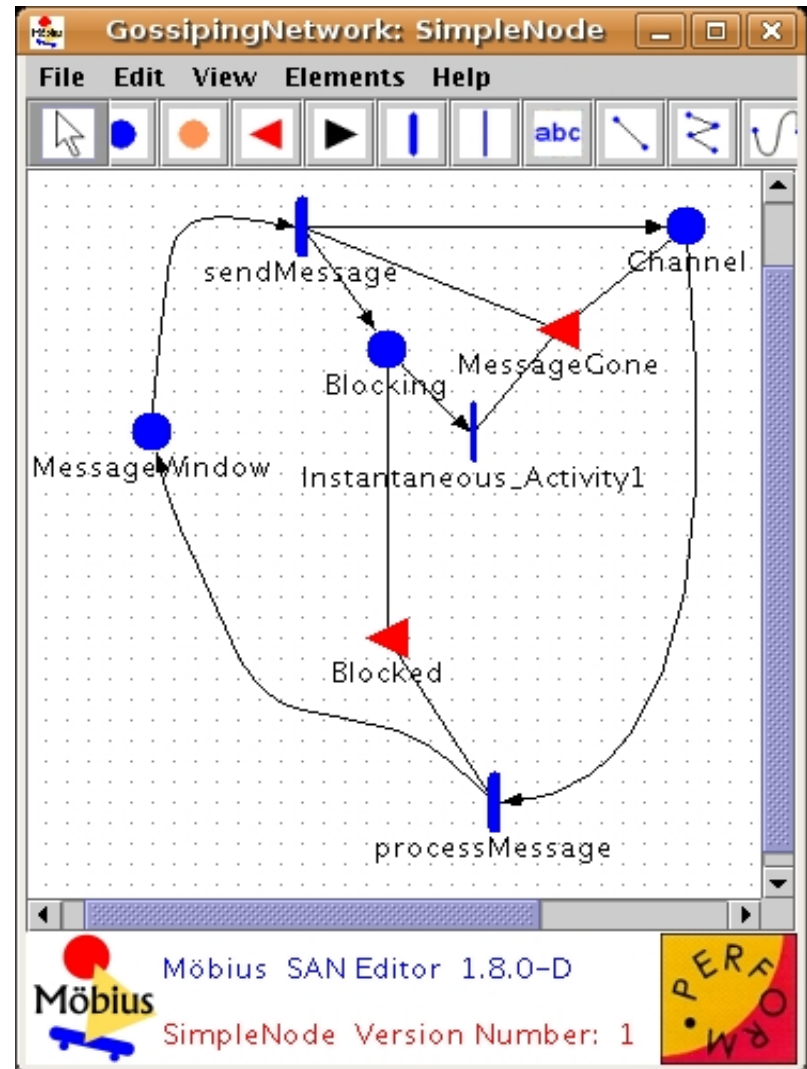 GossipingNetwork: SimpleNode
File Edit View Elements Help
abc
sendMessage
Channel
MessageGone
Blocking
MessageWindow
Instantaneous_Activity1
Blocked
processMessage
Möbius SAN Editor 1.8.0-D
Möbius
SimpleNode Version Number: 1
PERFORM